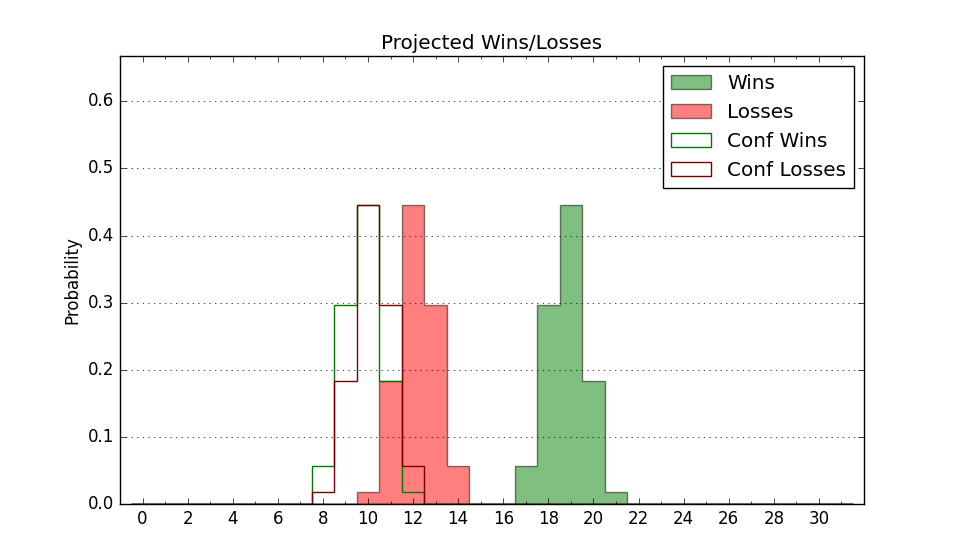 Projected Wins/Losses
Wins
Losses
Conf Wins
Conf Losses
Probability
0.6
0.5
0.4
0.3
0.2
0.1
0.0
0 2 4 6 8 10 12 14 16 18 20 22 24 26 28 30